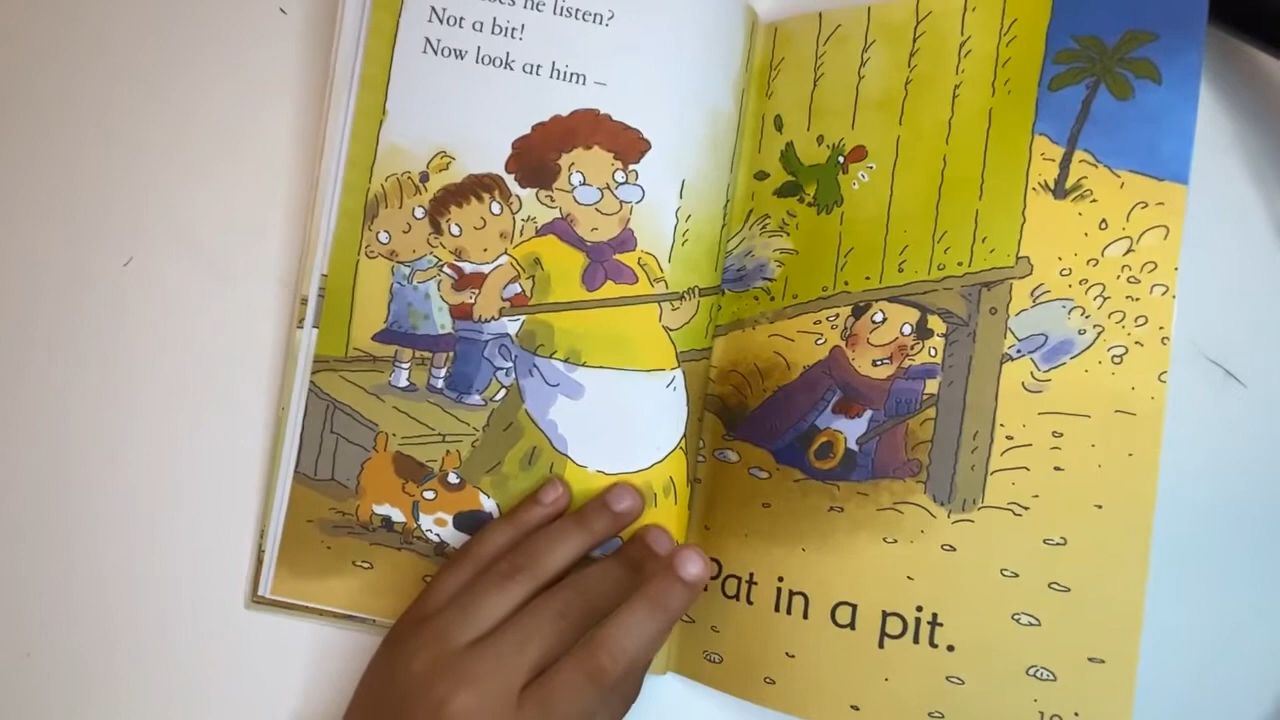 he listen?
Not a bit!
Now look at him –
Pat in a pit.